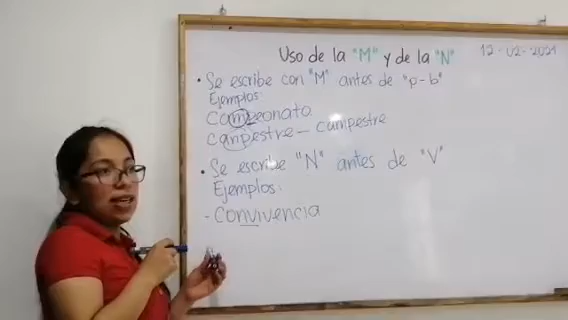 Uso de la "M" y de la "N" 12-02-2021
• Se escribe con "M" antes de "p-b"
Ejemplos:
Campeonato.
canpestre - campestre
• Se escribe "N" antes de "V"
Ejemplos:
- Convivencia